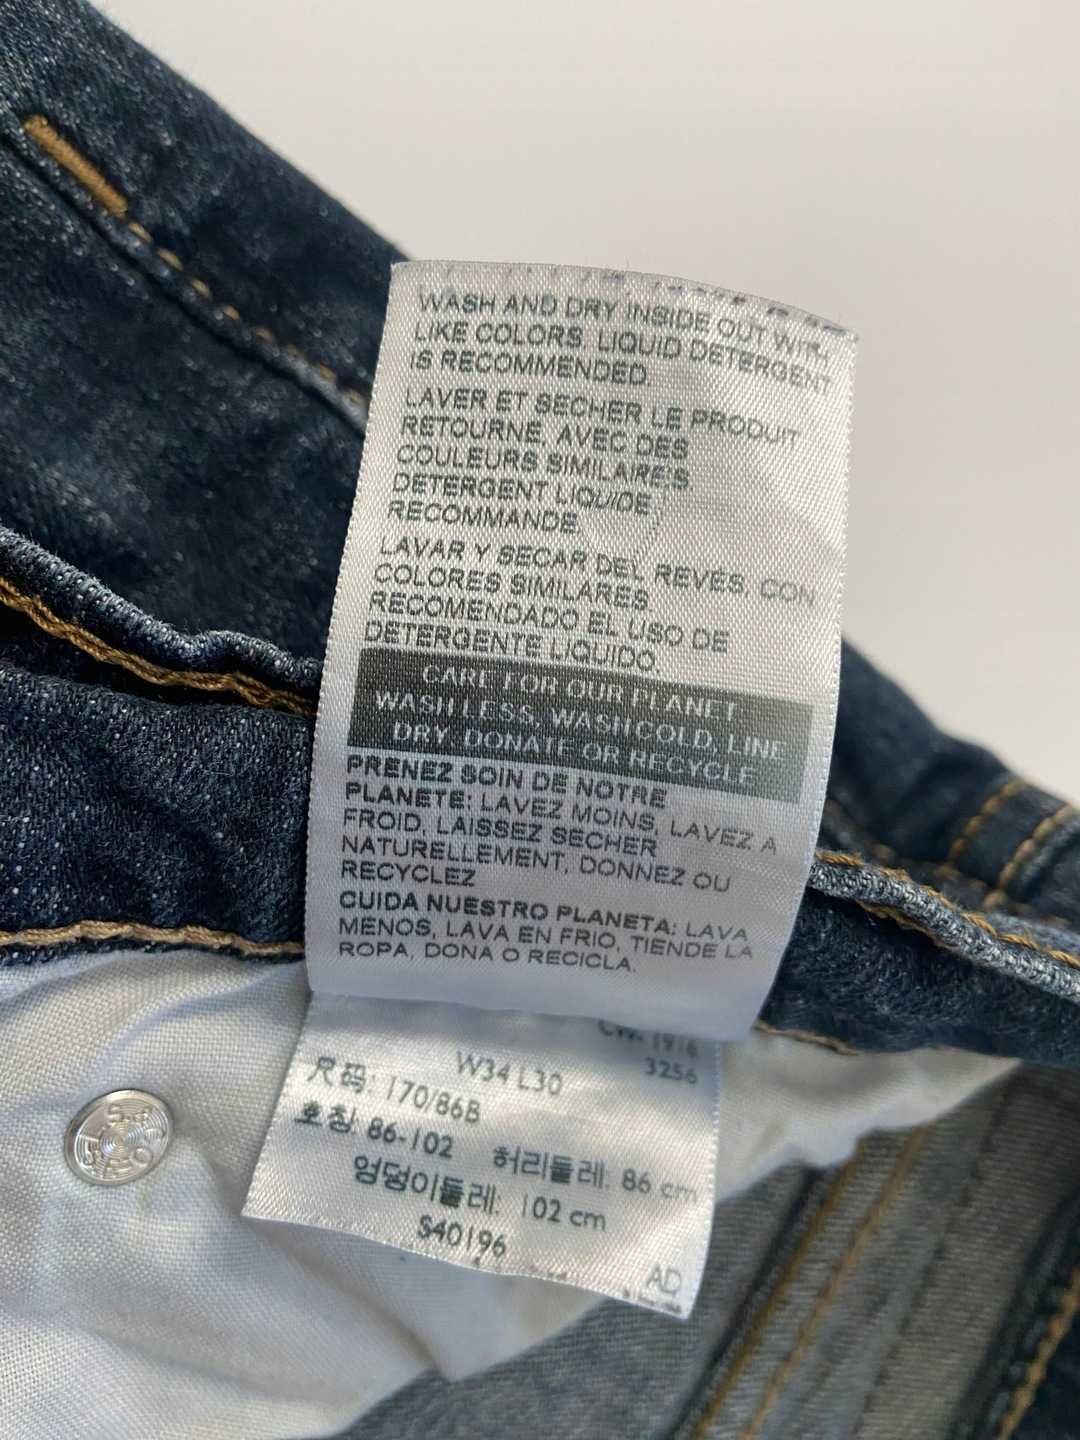 WASH AND DRY INSIDE OUT WITH
LIKE COLORS. LIQUID DETERGENT
IS RECOMMENDED.
LAVER ET SECHER LE PRODUIT
RETOURNE, AVEC DES
COULEURS SIMILAIRES.
DETERGENT LIQUIDE
RECOMMANDE.
LAVAR Y SECAR DEL REVES, CON
COLORES SIMILARES.
RECOMENDADO EL USO DE
DETERGENTE LIQUIDO.
CARE FOR OUR PLANET
WASH LESS, WASH COLD, LINE
DRY, DONATE OR RECYCLE
PRENEZ SOIN DE NOTRE
PLANETE: LAVEZ MOINS, LAVEZ A
FROID, LAISSEZ SECHER
NATURELLEMENT, DONNEZ OU
RECYCLEZ
CUIDA NUESTRO PLANETA: LAVA
MENOS, LAVA EN FRIO, TIENDE LA
ROPA, DONA O RECICLA.
CW-1916
W34 L30 3256
尺码: 170/86B
호칭: 86-102 허리둘레: 86 cm
엉덩이둘레: 102 cm
S40196
AD